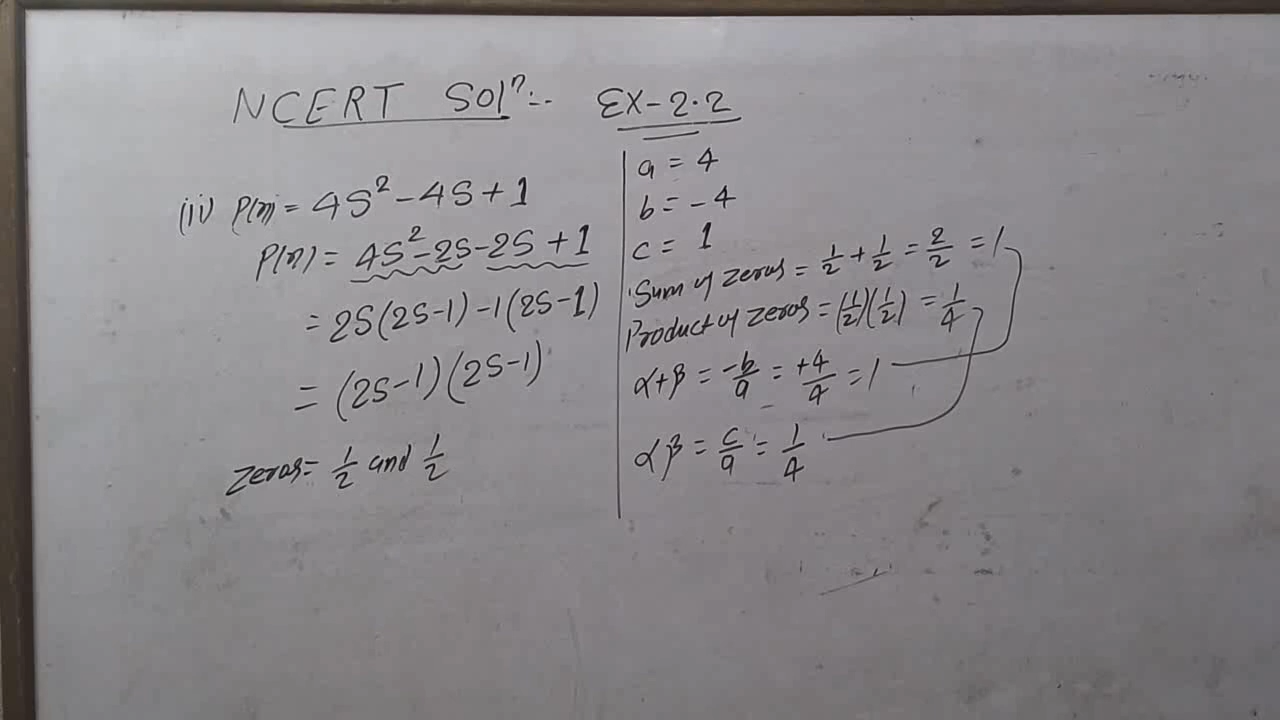 NCERT Solⁿ:- EX-2.2
(ii) P(x) = 4S² - 4S + 1
P(x) = 4S² - 2S - 2S + 1
= 2S(2S-1) - 1(2S-1)
= (2S-1)(2S-1)
zeros = 1/2 and 1/2
a = 4
b = -4
c = 1
Sum of zeros = 1/2 + 1/2 = 2/2 = 1
Product of zeros = (1/2)(1/2) = 1/4
α+β = -b/a = +4/4 = 1
αβ = c/a = 1/4